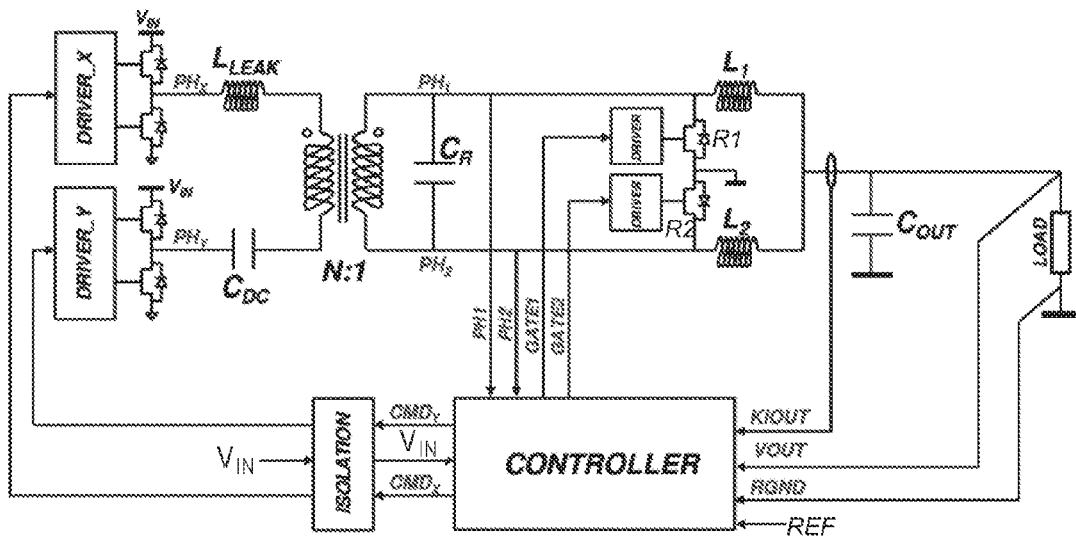 V_IN
DRIVER_X
PH_X
L_LEAK
V_IN
DRIVER_Y
PH_Y
C_DC
N:1
PH_1
C_R
PH_2
DRIVER
R1
DRIVER
R2
L_1
L_2
C_OUT
LOAD
PH1
PH2
GATE1
GATE2
ISOLATION
V_IN
CMD_Y
V_IN
CMD_X
CONTROLLER
KIOUT
VOUT
RGND
REF